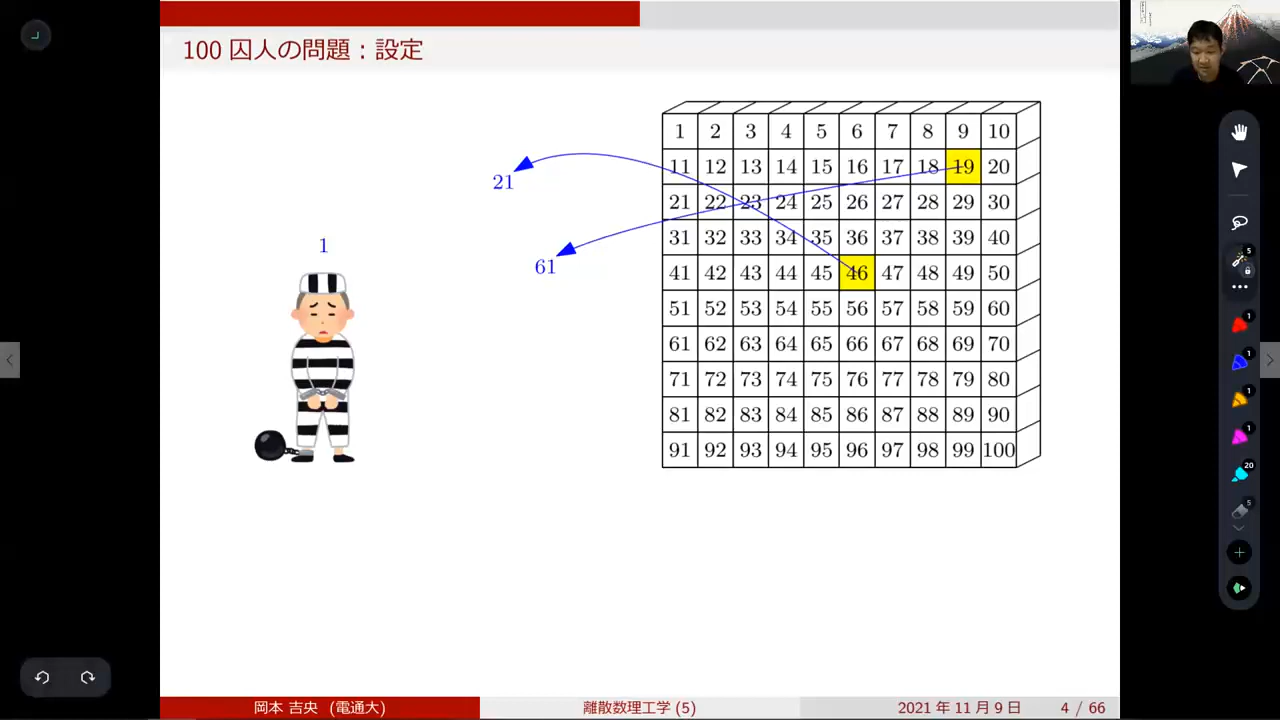 100 囚人の問題：設定
1
21
61
1 2 3 4 5 6 7 8 9 10
11 12 13 14 15 16 17 18 19 20
21 22 23 24 25 26 27 28 29 30
31 32 33 34 35 36 37 38 39 40
41 42 43 44 45 46 47 48 49 50
51 52 53 54 55 56 57 58 59 60
61 62 63 64 65 66 67 68 69 70
71 72 73 74 75 76 77 78 79 80
81 82 83 84 85 86 87 88 89 90
91 92 93 94 95 96 97 98 99 100
5
1
1
1
1
20
5
岡本 吉央 (電通大)
離散数理工学 (5)
2021 年 11 月 9 日
4 / 66